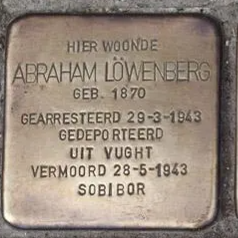 HIER WOONDE
ABRAHAM LÖWENBERG
GEB. 1870
GEARRESTEERD 29-3-1943
GEDEPORTEERD
UIT VUGHT
VERMOORD 28-5-1943
SOBIBOR